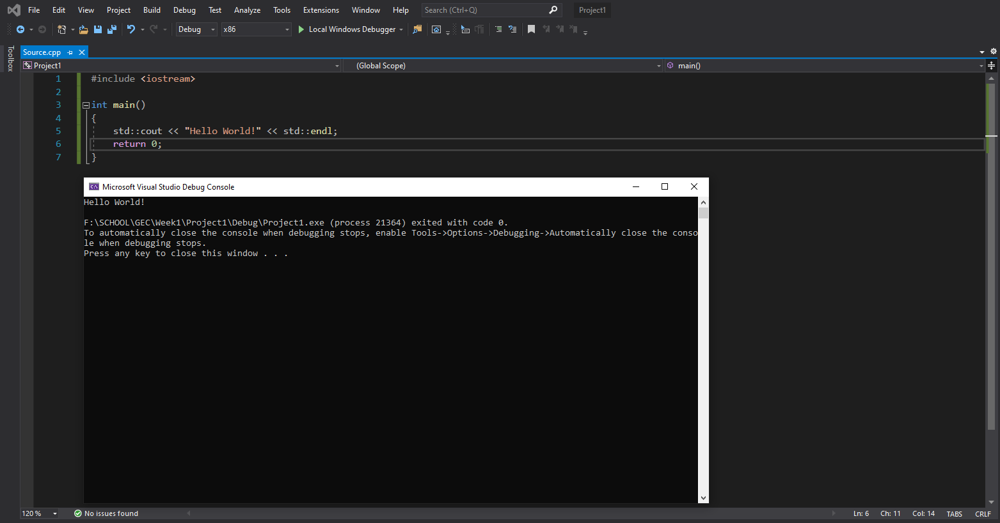 File Edit View Project Build Debug Test Analyze Tools Extensions Window Help Search (Ctrl+Q) Project1
Debug x86 Local Windows Debugger
Toolbox
Source.cpp
Project1 (Global Scope) main()
1 #include <iostream>
2
3 int main()
4 {
5 std::cout << "Hello World!" << std::endl;
6 return 0;
7 }
Microsoft Visual Studio Debug Console
Hello World!
F:\SCHOOL\GEC\Week1\Project1\Debug\Project1.exe (process 21364) exited with code 0.
To automatically close the console when debugging stops, enable Tools->Options->Debugging->Automatically close the conso
le when debugging stops.
Press any key to close this window . . .
120 % No issues found Ln: 6 Ch: 11 Col: 14 TABS CRLF